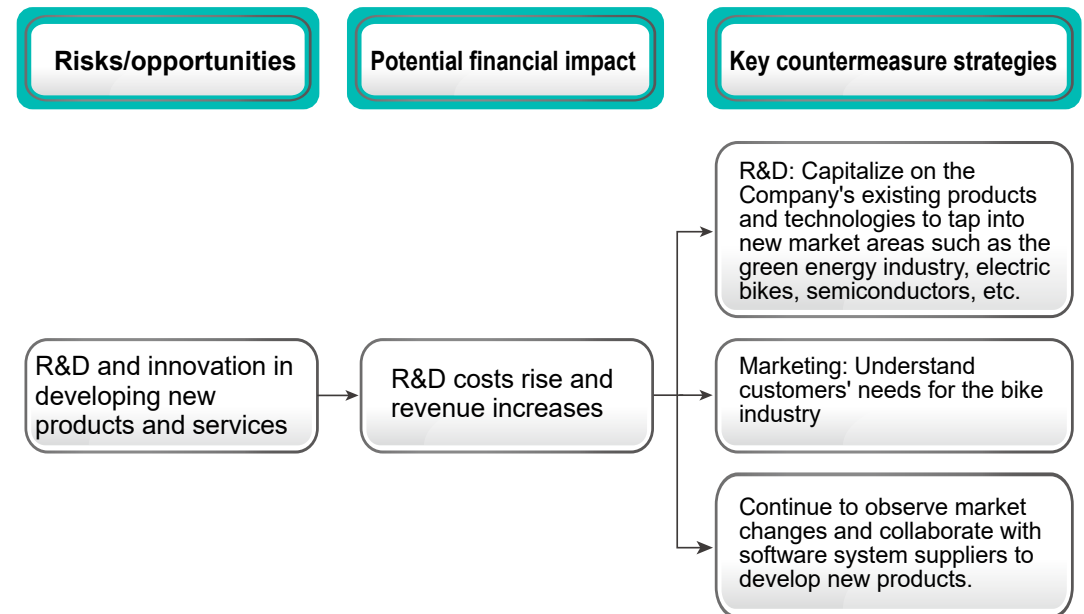 Risks/opportunities
Potential financial impact
Key countermeasure strategies
R&D and innovation in
developing new
products and services
R&D costs rise and
revenue increases
R&D: Capitalize on the
Company's existing products
and technologies to tap into
new market areas such as the
green energy industry, electric
bikes, semiconductors, etc.
Marketing: Understand
customers' needs for the bike
industry
Continue to observe market
changes and collaborate with
software system suppliers to
develop new products.